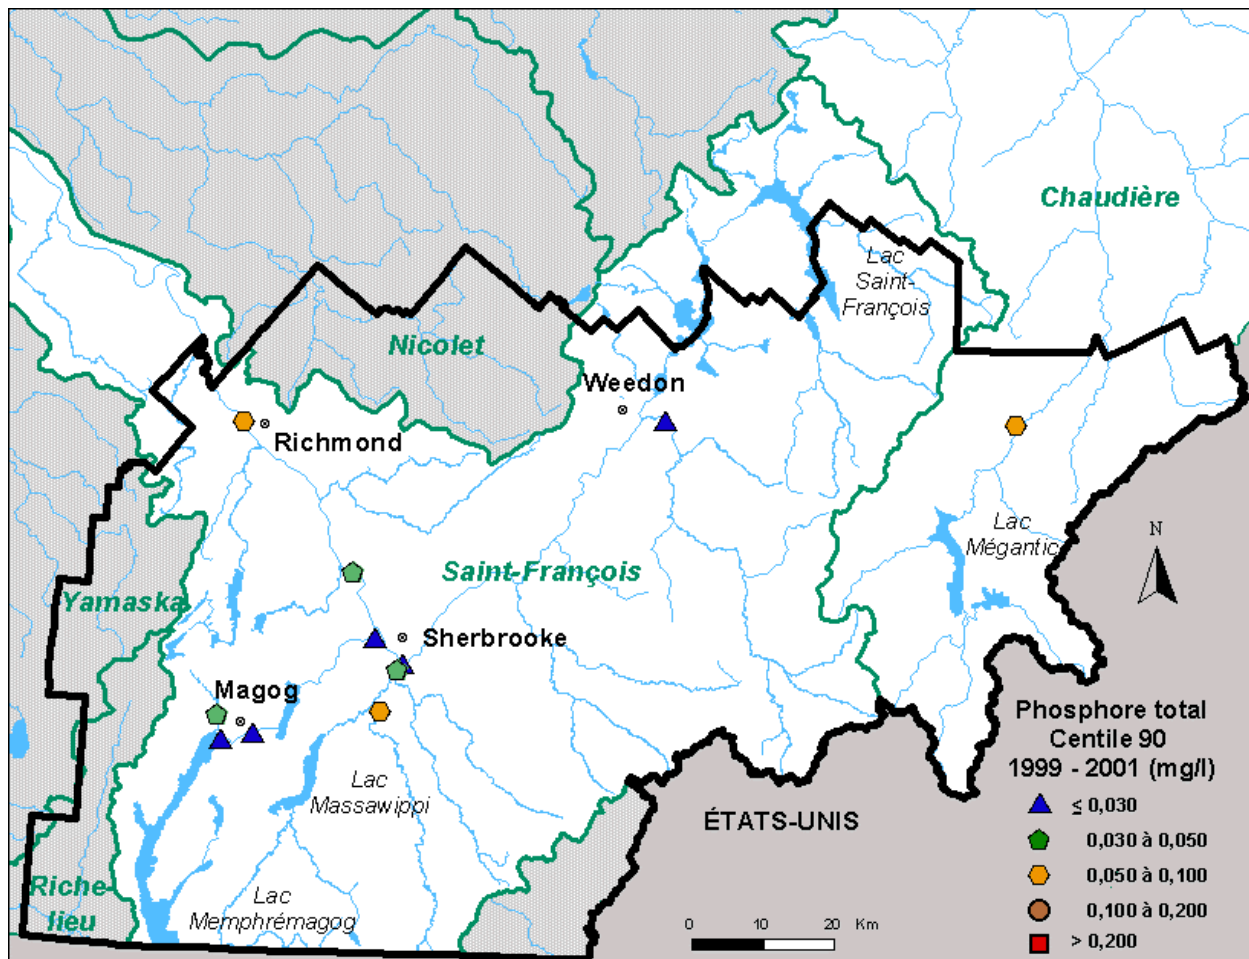 Chaudière
Lac
Saint-
François
Nicolet
Weedon
Richmond
Lac
Mégantic
N
Saint-François
Yamaska
Sherbrooke
Magog
Lac
Massawippi
Phosphore total
Centile 90
1999 - 2001 (mg/l)
≤ 0,030
0,030 à 0,050
0,050 à 0,100
0,100 à 0,200
> 0,200
ÉTATS-UNIS
Riche-
lieu
Lac
Memphrémagog
0 10 20 Km